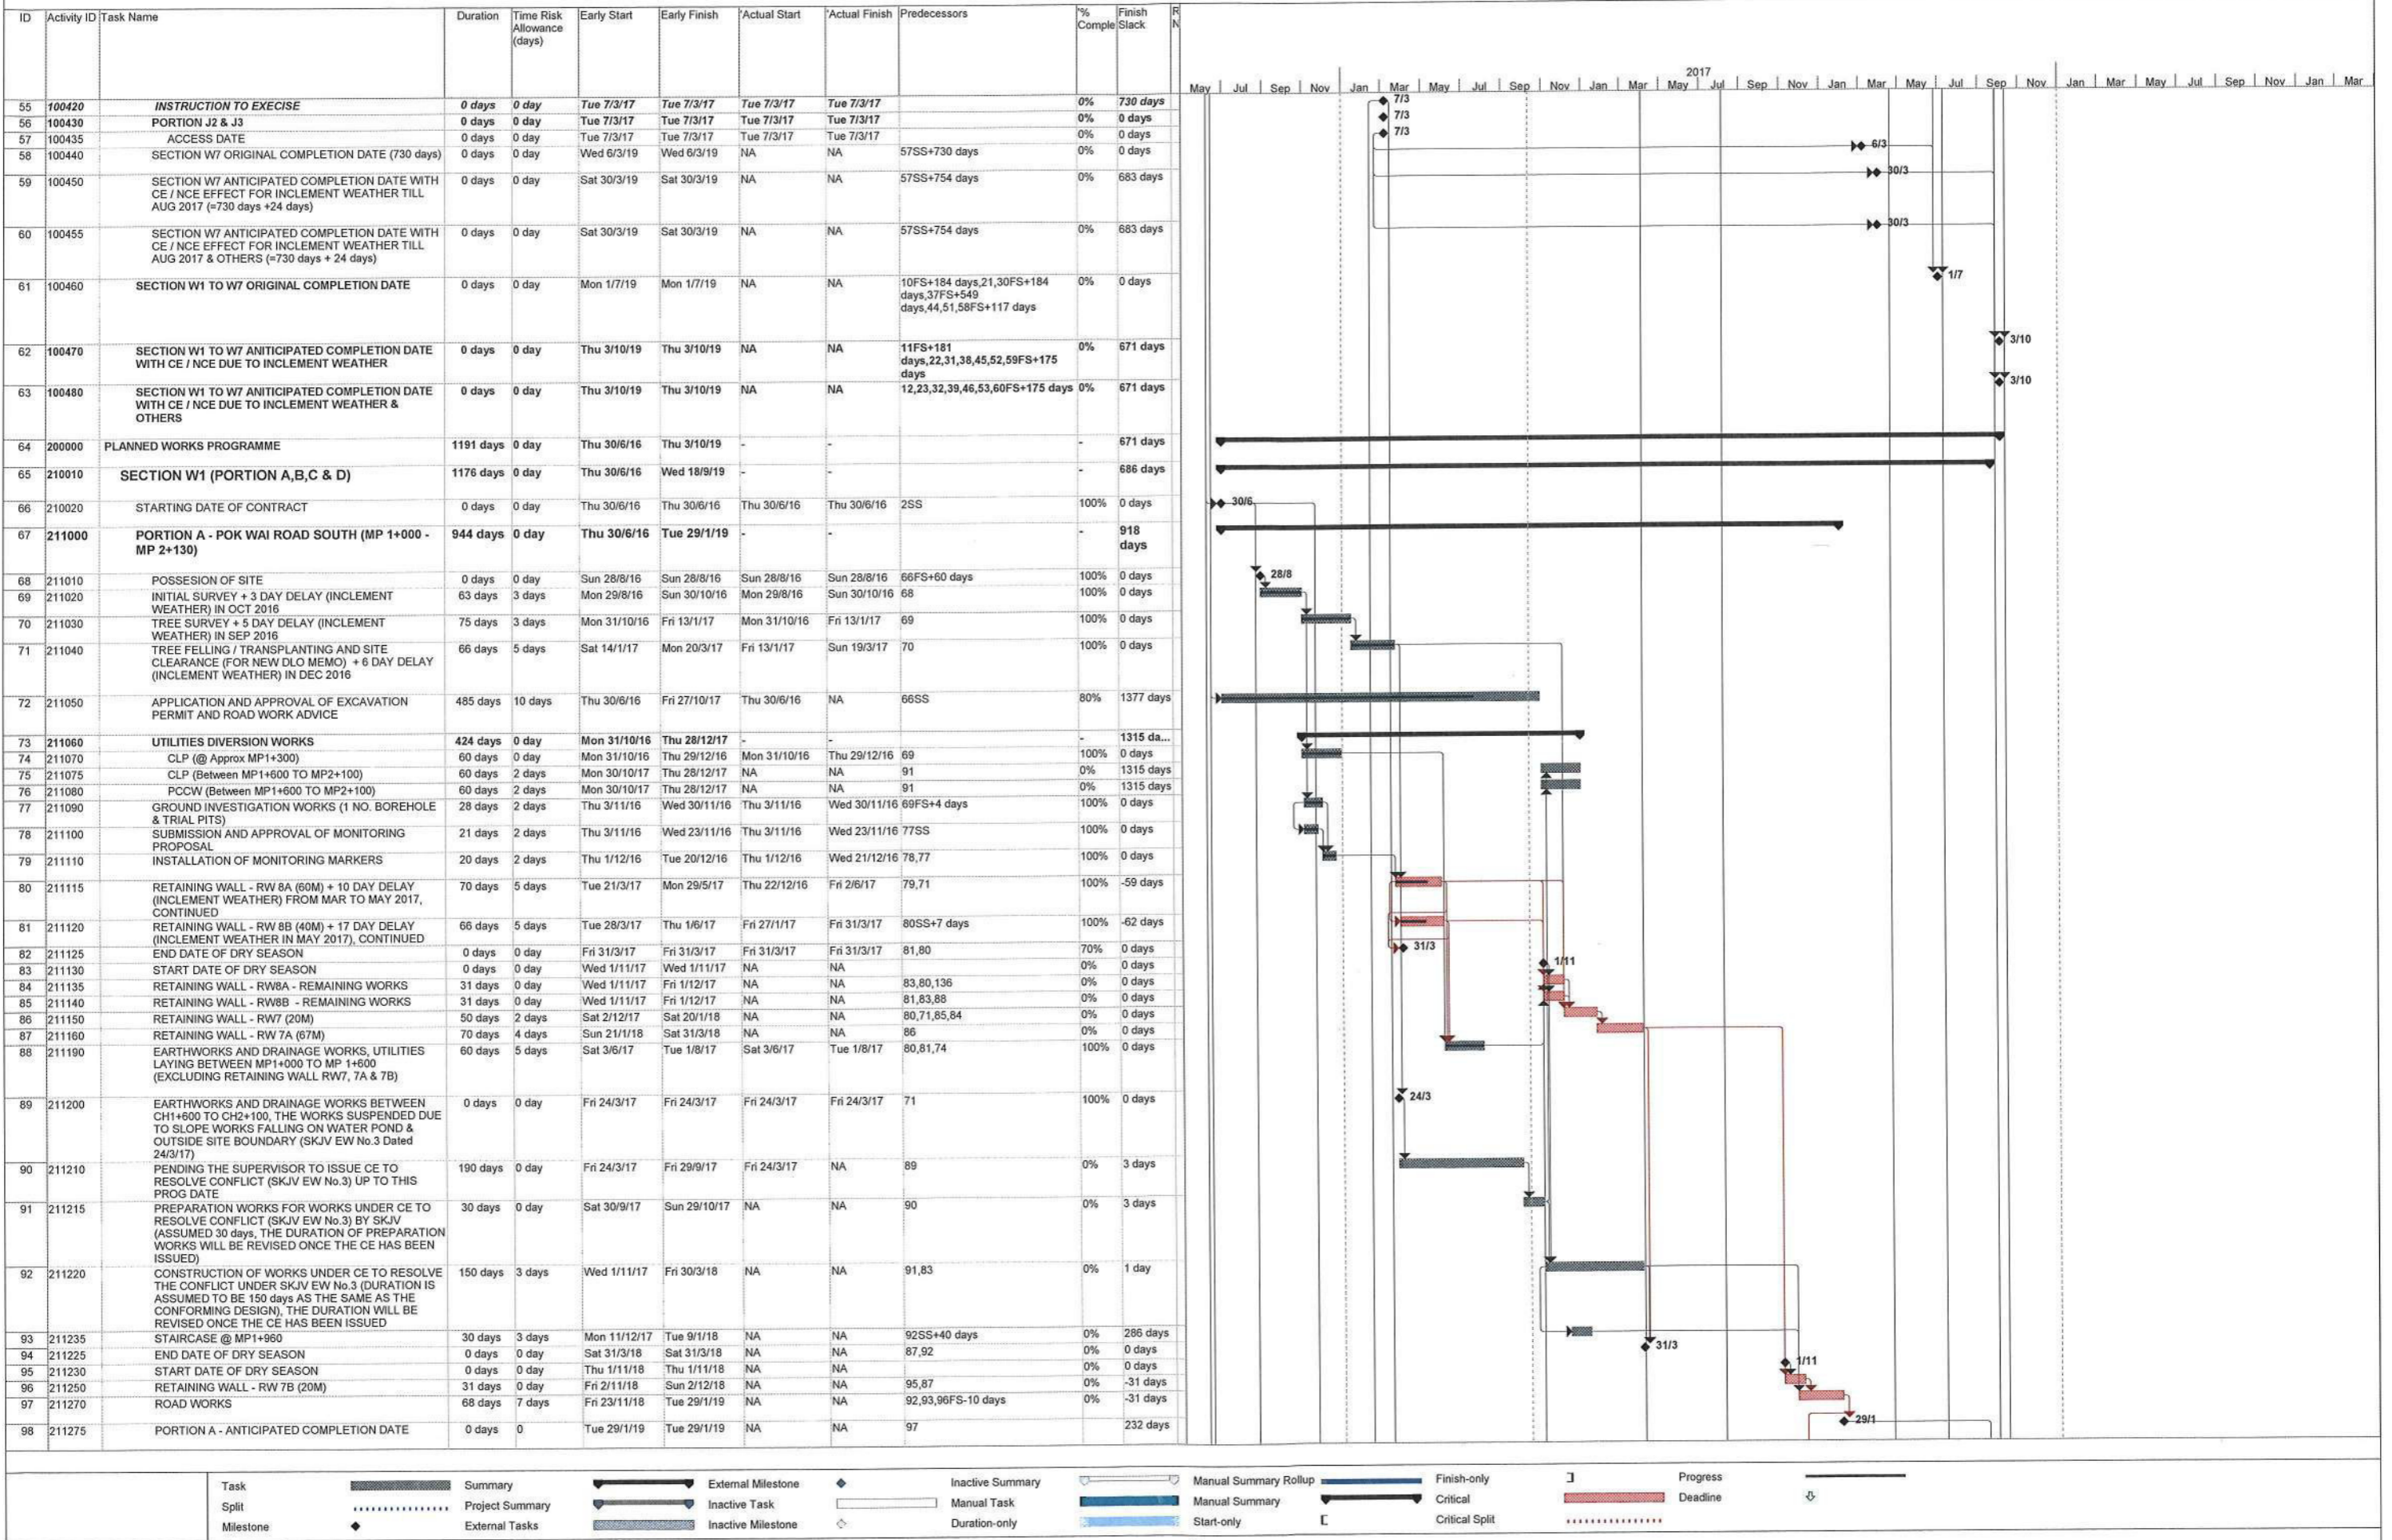 ID Activity ID Task Name Duration Time Risk Allowance (days) Early Start Early Finish 'Actual Start 'Actual Finish Predecessors '% Comple Finish Slack R N
2017
May Jul Sep Nov Jan Mar May Jul Sep Nov Jan Mar May Jul Sep Nov Jan Mar May Jul Sep Nov Jan Mar May Jul Sep Nov Jan Mar
55 100420 INSTRUCTION TO EXECISE 0 days 0 day Tue 7/3/17 Tue 7/3/17 Tue 7/3/17 Tue 7/3/17 0% 730 days 7/3
56 100430 PORTION J2 & J3 0 days 0 day Tue 7/3/17 Tue 7/3/17 Tue 7/3/17 Tue 7/3/17 0% 0 days 7/3
57 100435 ACCESS DATE 0 days 0 day Tue 7/3/17 Tue 7/3/17 Tue 7/3/17 Tue 7/3/17 0% 0 days 7/3
58 100440 SECTION W7 ORIGINAL COMPLETION DATE (730 days) 0 days 0 day Wed 6/3/19 Wed 6/3/19 NA NA 57SS+730 days 0% 0 days 6/3
59 100450 SECTION W7 ANTICIPATED COMPLETION DATE WITH 0 days 0 day Sat 30/3/19 Sat 30/3/19 NA NA 57SS+754 days 0% 683 days 30/3
CE / NCE EFFECT FOR INCLEMENT WEATHER TILL
AUG 2017 (=730 days +24 days)
60 100455 SECTION W7 ANTICIPATED COMPLETION DATE WITH 0 days 0 day Sat 30/3/19 Sat 30/3/19 NA NA 57SS+754 days 0% 683 days 30/3
CE / NCE EFFECT FOR INCLEMENT WEATHER TILL
AUG 2017 & OTHERS (=730 days + 24 days)
61 100460 SECTION W1 TO W7 ORIGINAL COMPLETION DATE 0 days 0 day Mon 1/7/19 Mon 1/7/19 NA NA 10FS+184 days,21,30FS+184 0% 0 days 1/7
days,37FS+549
days,44,51,58FS+117 days
62 100470 SECTION W1 TO W7 ANITICIPATED COMPLETION DATE 0 days 0 day Thu 3/10/19 Thu 3/10/19 NA NA 11FS+181 0% 671 days 3/10
WITH CE / NCE DUE TO INCLEMENT WEATHER days,22,31,38,45,52,59FS+175
days
63 100480 SECTION W1 TO W7 ANITICIPATED COMPLETION DATE 0 days 0 day Thu 3/10/19 Thu 3/10/19 NA NA 12,23,32,39,46,53,60FS+175 days 0% 671 days 3/10
WITH CE / NCE DUE TO INCLEMENT WEATHER &
OTHERS
64 200000 PLANNED WORKS PROGRAMME 1191 days 0 day Thu 30/6/16 Thu 3/10/19 - - - 671 days
65 210010 SECTION W1 (PORTION A,B,C & D) 1176 days 0 day Thu 30/6/16 Wed 18/9/19 - - - 686 days
66 210020 STARTING DATE OF CONTRACT 0 days 0 day Thu 30/6/16 Thu 30/6/16 Thu 30/6/16 Thu 30/6/16 2SS 100% 0 days 30/6
67 211000 PORTION A - POK WAI ROAD SOUTH (MP 1+000 - 944 days 0 day Thu 30/6/16 Tue 29/1/19 - - - 918
MP 2+130) days
68 211010 POSSESION OF SITE 0 days 0 day Sun 28/8/16 Sun 28/8/16 Sun 28/8/16 Sun 28/8/16 66FS+60 days 100% 0 days 28/8
69 211020 INITIAL SURVEY + 3 DAY DELAY (INCLEMENT 63 days 3 days Mon 29/8/16 Sun 30/10/16 Mon 29/8/16 Sun 30/10/16 68 100% 0 days
WEATHER) IN OCT 2016
70 211030 TREE SURVEY + 5 DAY DELAY (INCLEMENT 75 days 3 days Mon 31/10/16 Fri 13/1/17 Mon 31/10/16 Fri 13/1/17 69 100% 0 days
WEATHER) IN SEP 2016
71 211040 TREE FELLING / TRANSPLANTING AND SITE 66 days 5 days Sat 14/1/17 Mon 20/3/17 Fri 13/1/17 Sun 19/3/17 70 100% 0 days
CLEARANCE (FOR NEW DLO MEMO) + 6 DAY DELAY
(INCLEMENT WEATHER) IN DEC 2016
72 211050 APPLICATION AND APPROVAL OF EXCAVATION 485 days 10 days Thu 30/6/16 Fri 27/10/17 Thu 30/6/16 NA 66SS 80% 1377 days
PERMIT AND ROAD WORK ADVICE
73 211060 UTILITIES DIVERSION WORKS 424 days 0 day Mon 31/10/16 Thu 28/12/17 - - - 1315 da...
74 211070 CLP (@ Approx MP1+300) 60 days 0 day Mon 31/10/16 Thu 29/12/16 Mon 31/10/16 Thu 29/12/16 69 100% 0 days
75 211075 CLP (Between MP1+600 TO MP2+100) 60 days 2 days Mon 30/10/17 Thu 28/12/17 NA NA 91 0% 1315 days
76 211080 PCCW (Between MP1+600 TO MP2+100) 60 days 2 days Mon 30/10/17 Thu 28/12/17 NA NA 91 0% 1315 days
77 211090 GROUND INVESTIGATION WORKS (1 NO. BOREHOLE 28 days 2 days Thu 3/11/16 Wed 30/11/16 Thu 3/11/16 Wed 30/11/16 69FS+4 days 100% 0 days
& TRIAL PITS)
78 211100 SUBMISSION AND APPROVAL OF MONITORING 21 days 2 days Thu 3/11/16 Wed 23/11/16 Thu 3/11/16 Wed 23/11/16 77SS 100% 0 days
PROPOSAL
79 211110 INSTALLATION OF MONITORING MARKERS 20 days 2 days Thu 1/12/16 Tue 20/12/16 Thu 1/12/16 Wed 21/12/16 78,77 100% 0 days
80 211115 RETAINING WALL - RW 8A (60M) + 10 DAY DELAY 70 days 5 days Tue 21/3/17 Mon 29/5/17 Thu 22/12/16 Fri 2/6/17 79,71 100% -59 days
(INCLEMENT WEATHER) FROM MAR TO MAY 2017,
CONTINUED
81 211120 RETAINING WALL - RW 8B (40M) + 17 DAY DELAY 66 days 5 days Tue 28/3/17 Thu 1/6/17 Fri 27/1/17 Fri 31/3/17 80SS+7 days 100% -62 days
(INCLEMENT WEATHER IN MAY 2017), CONTINUED
82 211125 END DATE OF DRY SEASON 0 days 0 day Fri 31/3/17 Fri 31/3/17 Fri 31/3/17 Fri 31/3/17 81,80 70% 0 days 31/3
83 211130 START DATE OF DRY SEASON 0 days 0 day Wed 1/11/17 Wed 1/11/17 NA NA 0% 0 days 1/11
84 211135 RETAINING WALL - RW8A - REMAINING WORKS 31 days 0 day Wed 1/11/17 Fri 1/12/17 NA NA 83,80,136 0% 0 days
85 211140 RETAINING WALL - RW8B - REMAINING WORKS 31 days 0 day Wed 1/11/17 Fri 1/12/17 NA NA 81,83,88 0% 0 days
86 211150 RETAINING WALL - RW7 (20M) 50 days 2 days Sat 2/12/17 Sat 20/1/18 NA NA 80,71,85,84 0% 0 days
87 211160 RETAINING WALL - RW 7A (67M) 70 days 4 days Sun 21/1/18 Sat 31/3/18 NA NA 86 0% 0 days
88 211190 EARTHWORKS AND DRAINAGE WORKS, UTILITIES 60 days 5 days Sat 3/6/17 Tue 1/8/17 Sat 3/6/17 Tue 1/8/17 80,81,74 100% 0 days
LAYING BETWEEN MP1+000 TO MP 1+600
(EXCLUDING RETAINING WALL RW7, 7A & 7B)
89 211200 EARTHWORKS AND DRAINAGE WORKS BETWEEN 0 days 0 day Fri 24/3/17 Fri 24/3/17 Fri 24/3/17 Fri 24/3/17 71 100% 0 days 24/3
CH1+600 TO CH2+100, THE WORKS SUSPENDED DUE
TO SLOPE WORKS FALLING ON WATER POND &
OUTSIDE SITE BOUNDARY (SKJV EW No.3 Dated
24/3/17)
90 211210 PENDING THE SUPERVISOR TO ISSUE CE TO 190 days 0 day Fri 24/3/17 Fri 29/9/17 Fri 24/3/17 NA 89 0% 3 days
RESOLVE CONFLICT (SKJV EW No.3) UP TO THIS
PROG DATE
91 211215 PREPARATION WORKS FOR WORKS UNDER CE TO 30 days 0 day Sat 30/9/17 Sun 29/10/17 NA NA 90 0% 3 days
RESOLVE CONFLICT (SKJV EW No.3) BY SKJV
(ASSUMED 30 days, THE DURATION OF PREPARATION
WORKS WILL BE REVISED ONCE THE CE HAS BEEN
ISSUED)
92 211220 CONSTRUCTION OF WORKS UNDER CE TO RESOLVE 150 days 3 days Wed 1/11/17 Fri 30/3/18 NA NA 91,83 0% 1 day
THE CONFLICT UNDER SKJV EW No.3 (DURATION IS
ASSUMED TO BE 150 days AS THE SAME AS THE
CONFORMING DESIGN), THE DURATION WILL BE
REVISED ONCE THE CE HAS BEEN ISSUED
93 211235 STAIRCASE @ MP1+960 30 days 3 days Mon 11/12/17 Tue 9/1/18 NA NA 92SS+40 days 0% 286 days
94 211225 END DATE OF DRY SEASON 0 days 0 day Sat 31/3/18 Sat 31/3/18 NA NA 87,92 0% 0 days 31/3
95 211230 START DATE OF DRY SEASON 0 days 0 day Thu 1/11/18 Thu 1/11/18 NA NA 0% 0 days 1/11
96 211250 RETAINING WALL - RW 7B (20M) 31 days 0 day Fri 2/11/18 Sun 2/12/18 NA NA 95,87 0% -31 days
97 211270 ROAD WORKS 68 days 7 days Fri 23/11/18 Tue 29/1/19 NA NA 92,93,96FS-10 days 0% -31 days
98 211275 PORTION A - ANTICIPATED COMPLETION DATE 0 days 0 Tue 29/1/19 Tue 29/1/19 NA NA 97 232 days 29/1
Task Summary External Milestone Inactive Summary Manual Summary Rollup Finish-only Progress
Split Project Summary Inactive Task Manual Task Manual Summary Critical Deadline
Milestone External Tasks Inactive Milestone Duration-only Start-only Critical Split